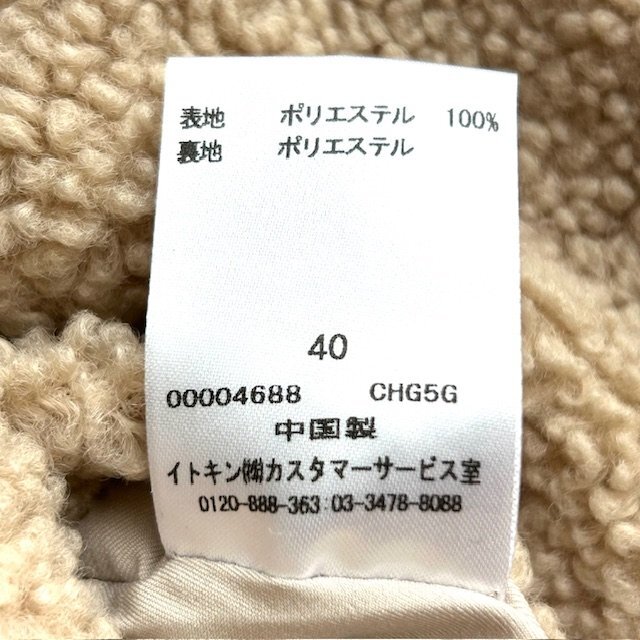 表地 ポリエステル 100%
裏地 ポリエステル
40
00004688 CHG5G
中国製
イトキン㈱カスタマーサービス室
0120-888-363:03-3478-8088